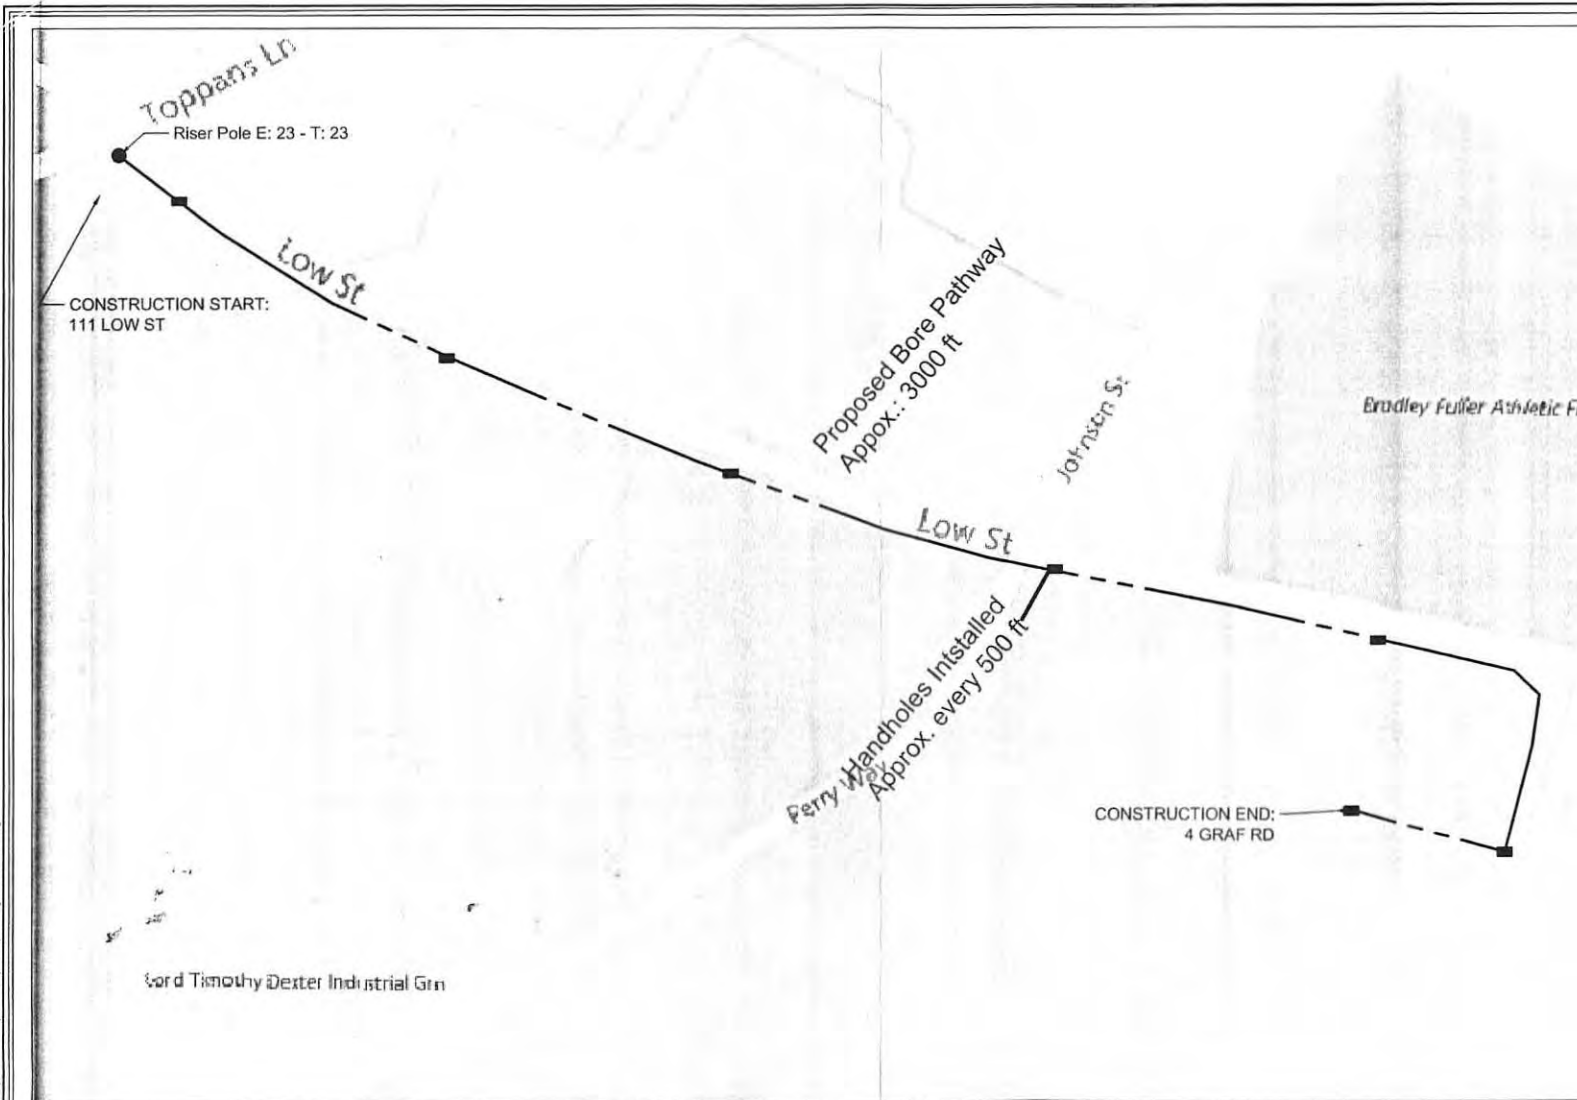 Toppans Ln
Riser Pole E: 23 - T: 23
Low St
CONSTRUCTION START:
111 LOW ST
Proposed Bore Pathway
Appox.: 3000 ft
Johnson St
Bradley Fuller Athletic F
Low St
Handholes Intstalled
Approx. every 500 ft
Perry Way
CONSTRUCTION END:
4 GRAF RD
Lord Timothy Dexter Industrial Grn